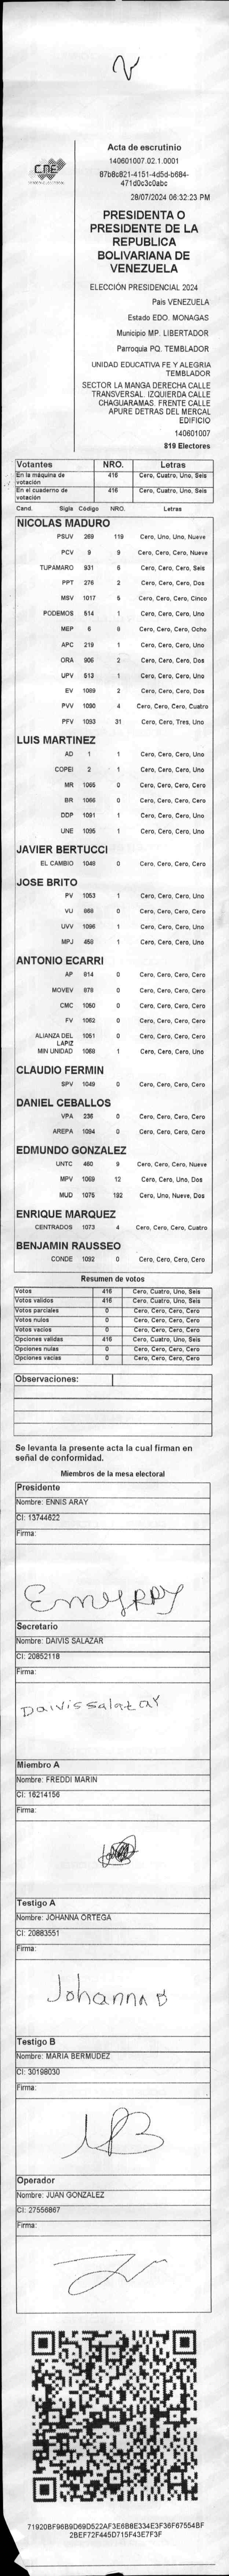 CNE
Acta de escrutinio
140601007.02.1.0001
87b8c821-4151-4d5d-b684-
471d0c3c0abc
28/07/2024 06:32:23 PM
PRESIDENTA O
PRESIDENTE DE LA
REPUBLICA
BOLIVARIANA DE
VENEZUELA
ELECCIÓN PRESIDENCIAL 2024
País VENEZUELA
Estado EDO. MONAGAS
Municipio MP. LIBERTADOR
Parroquia PQ. TEMBLADOR
UNIDAD EDUCATIVA FE Y ALEGRIA
TEMBLADOR
SECTOR LA MANGA DERECHA CALLE
TRANSVERSAL. IZQUIERDA CALLE
CHAGUARAMAS. FRENTE CALLE
APURE DETRAS DEL MERCAL
EDIFICIO
140601007
819 Electores
Votantes NRO. Letras
En la máquina de votación 416 Cero, Cuatro, Uno, Seis
En el cuaderno de votación 416 Cero, Cuatro, Uno, Seis
Cand. Sigla Código NRO. Letras
NICOLAS MADURO
PSUV 269 119 Cero, Uno, Uno, Nueve
PCV 9 9 Cero, Cero, Cero, Nueve
TUPAMARO 931 6 Cero, Cero, Cero, Seis
PPT 276 2 Cero, Cero, Cero, Dos
MSV 1017 5 Cero, Cero, Cero, Cinco
PODEMOS 514 1 Cero, Cero, Cero, Uno
MEP 6 8 Cero, Cero, Cero, Ocho
APC 219 1 Cero, Cero, Cero, Uno
ORA 906 2 Cero, Cero, Cero, Dos
UPV 513 1 Cero, Cero, Cero, Uno
EV 1089 2 Cero, Cero, Cero, Dos
PVV 1090 4 Cero, Cero, Cero, Cuatro
PFV 1093 31 Cero, Cero, Tres, Uno
LUIS MARTINEZ
AD 1 1 Cero, Cero, Cero, Uno
COPEI 2 1 Cero, Cero, Cero, Uno
MR 1065 0 Cero, Cero, Cero, Cero
BR 1066 0 Cero, Cero, Cero, Cero
DDP 1091 1 Cero, Cero, Cero, Uno
UNE 1095 1 Cero, Cero, Cero, Uno
JAVIER BERTUCCI
EL CAMBIO 1048 0 Cero, Cero, Cero, Cero
JOSE BRITO
PV 1053 1 Cero, Cero, Cero, Uno
VU 868 0 Cero, Cero, Cero, Cero
UVV 1096 1 Cero, Cero, Cero, Uno
MPJ 458 1 Cero, Cero, Cero, Uno
ANTONIO ECARRI
AP 814 0 Cero, Cero, Cero, Cero
MOVEV 878 0 Cero, Cero, Cero, Cero
CMC 1050 0 Cero, Cero, Cero, Cero
FV 1062 0 Cero, Cero, Cero, Cero
ALIANZA DEL LAPIZ 1051 0 Cero, Cero, Cero, Cero
MIN UNIDAD 1068 1 Cero, Cero, Cero, Uno
CLAUDIO FERMIN
SPV 1049 0 Cero, Cero, Cero, Cero
DANIEL CEBALLOS
VPA 236 0 Cero, Cero, Cero, Cero
AREPA 1094 0 Cero, Cero, Cero, Cero
EDMUNDO GONZALEZ
UNTC 460 9 Cero, Cero, Cero, Nueve
MPV 1069 12 Cero, Cero, Uno, Dos
MUD 1075 192 Cero, Uno, Nueve, Dos
ENRIQUE MARQUEZ
CENTRADOS 1073 4 Cero, Cero, Cero, Cuatro
BENJAMIN RAUSSEO
CONDE 1092 0 Cero, Cero, Cero, Cero
Resumen de votos
Votos 416 Cero, Cuatro, Uno, Seis
Votos validos 416 Cero, Cuatro, Uno, Seis
Votos parciales 0 Cero, Cero, Cero, Cero
Votos nulos 0 Cero, Cero, Cero, Cero
Votos vacios 0 Cero, Cero, Cero, Cero
Opciones validas 416 Cero, Cuatro, Uno, Seis
Opciones nulas 0 Cero, Cero, Cero, Cero
Opciones vacias 0 Cero, Cero, Cero, Cero
Observaciones:
Se levanta la presente acta la cual firman en
señal de conformidad.
Miembros de la mesa electoral
Presidente
Nombre: ENNIS ARAY
CI: 13744622
Firma:
Secretario
Nombre: DAIVIS SALAZAR
CI: 20852118
Firma:
Daivis salazar
Miembro A
Nombre: FREDDI MARIN
CI: 16214156
Firma:
Testigo A
Nombre: JOHANNA ORTEGA
CI: 20883551
Firma:
Johanna O
Testigo B
Nombre: MARIA BERMUDEZ
CI: 30198030
Firma:
Operador
Nombre: JUAN GONZALEZ
CI: 27556867
Firma:
71920BF96B9D69D522AF3E6B8E334E3F36F67554BF
2BEF72F445D715F43E7F3F